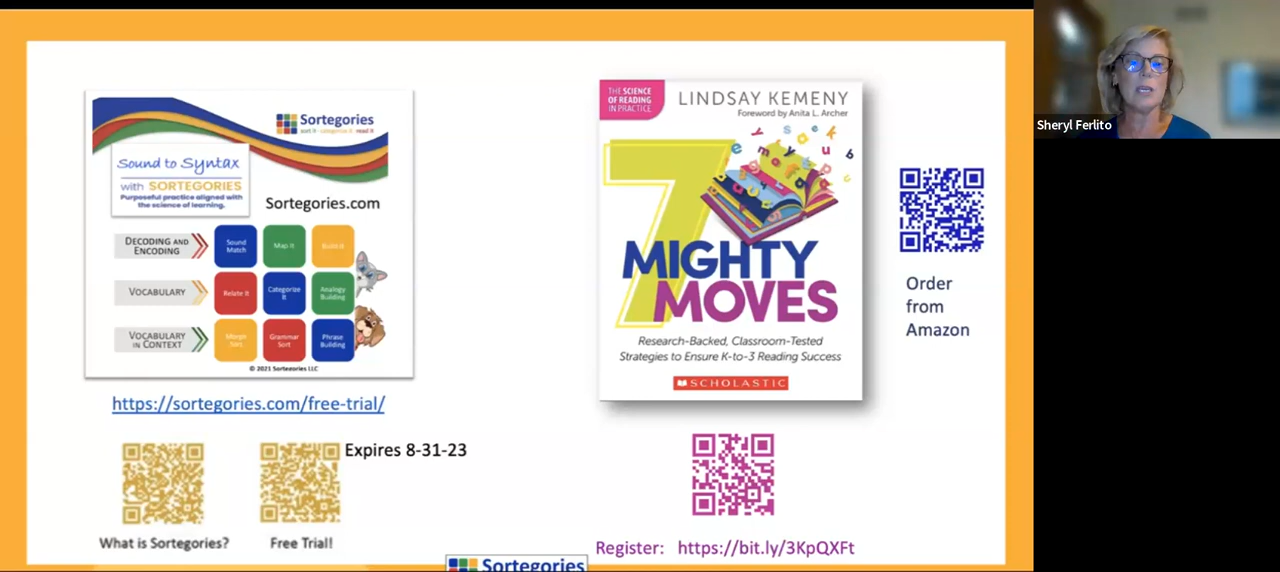 Sortegories
sort it · categorize it · read it
Sound to Syntax
with SORTEGORIES
Purposeful practice aligned with
the science of learning.
Sortegories.com
DECODING AND
ENCODING
Sound
Match
Map It
Build It
VOCABULARY
Relate It
Categorize
It
Analogy
Building
VOCABULARY
IN CONTEXT
Morph
Sort
Grammar
Sort
Phrase
Building
© 2021 Sortegories LLC
https://sortegories.com/free-trial/
Expires 8-31-23
What is Sortegories?
Free Trial!
THE SCIENCE
OF READING
IN PRACTICE
LINDSAY KEMENY
Foreword by Anita L. Archer
7
MIGHTY
MOVES
Research-Backed, Classroom-Tested
Strategies to Ensure K-to-3 Reading Success
SCHOLASTIC
Order
from
Amazon
Register: https://bit.ly/3KpQXFt
Sortegories
Sheryl Ferlito